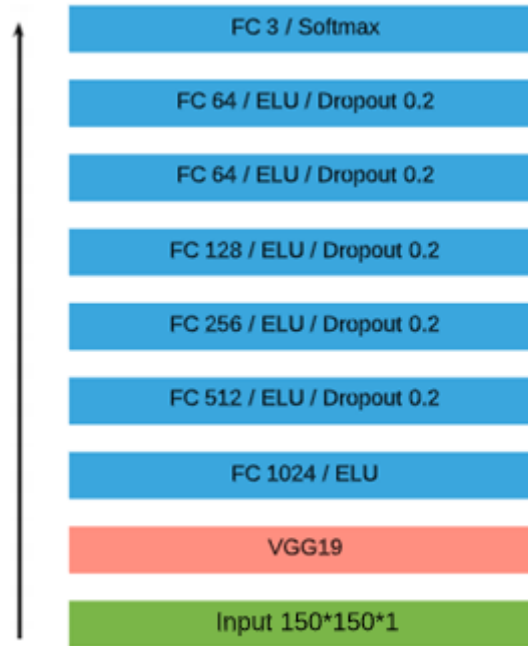 FC 3 / Softmax
FC 64 / ELU / Dropout 0.2
FC 64 / ELU / Dropout 0.2
FC 128 / ELU / Dropout 0.2
FC 256 / ELU / Dropout 0.2
FC 512 / ELU / Dropout 0.2
FC 1024 / ELU
VGG19
Input 150*150*1